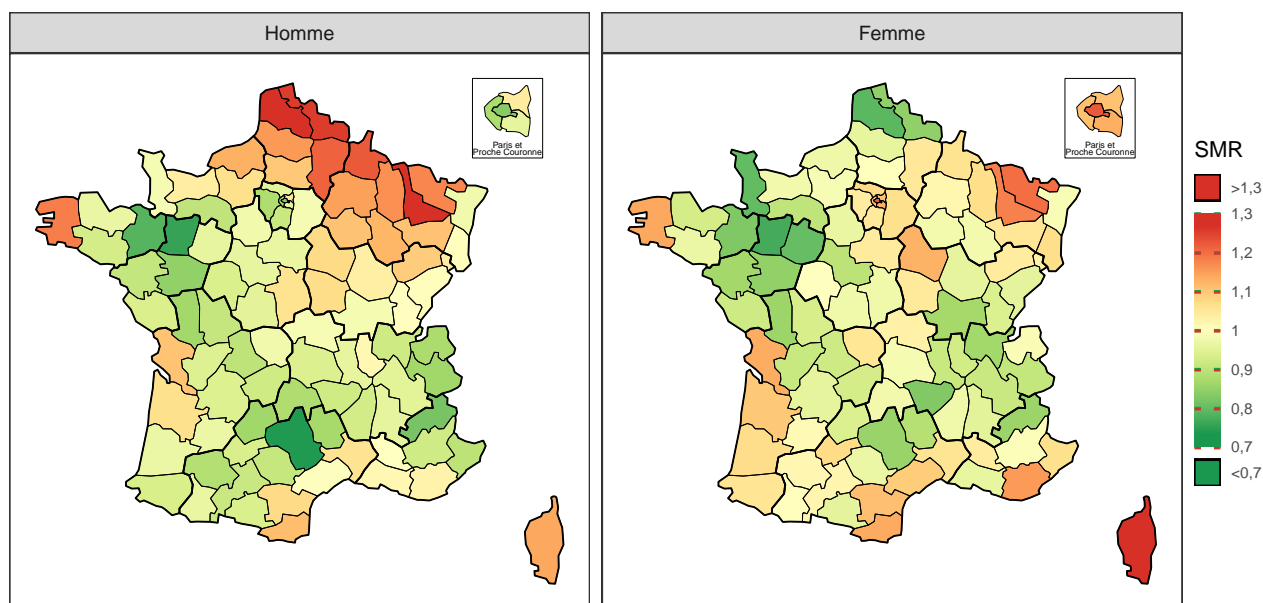 Homme
Femme
Paris et
Proche Couronne
Paris et
Proche Couronne
SMR
>1,3
1,3
1,2
1,1
1
0,9
0,8
0,7
<0,7